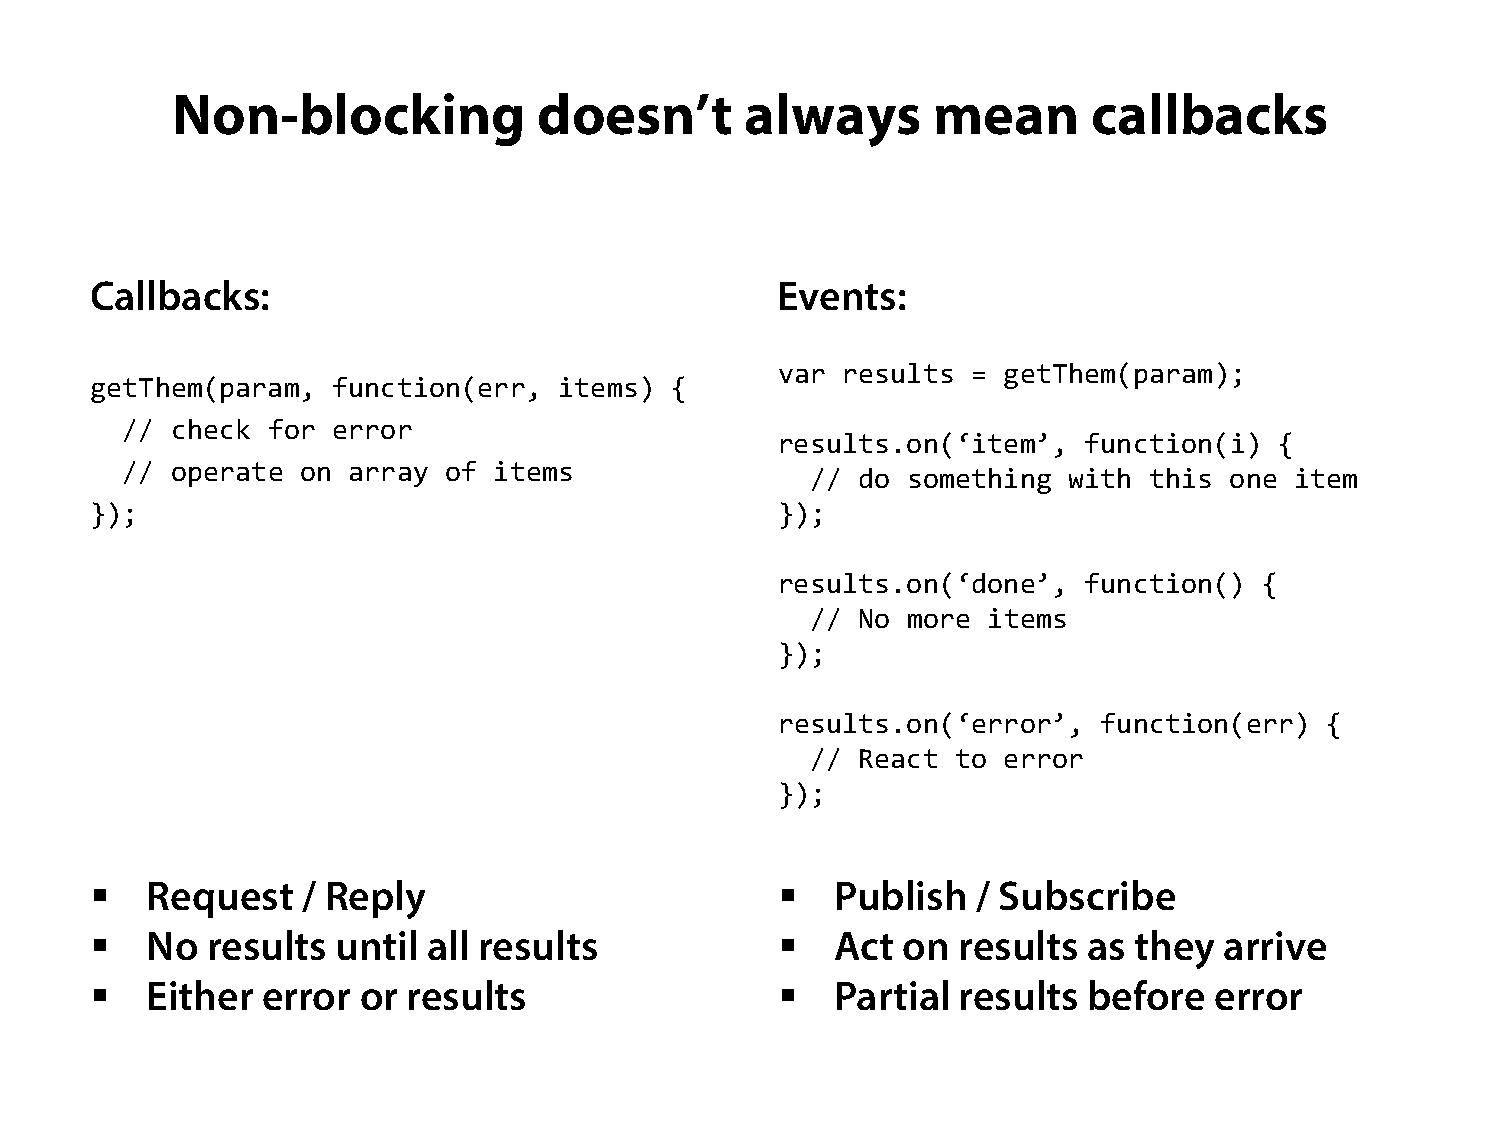 Non-blocking doesn’t always mean callbacks
Callbacks:
getThem(param, function(err, items) {
  // check for error
  // operate on array of items
});
▪ Request / Reply
▪ No results until all results
▪ Either error or results
Events:
var results = getThem(param);
results.on(‘item’, function(i) {
  // do something with this one item
});
results.on(‘done’, function() {
  // No more items
});
results.on(‘error’, function(err) {
  // React to error
});
▪ Publish / Subscribe
▪ Act on results as they arrive
▪ Partial results before error